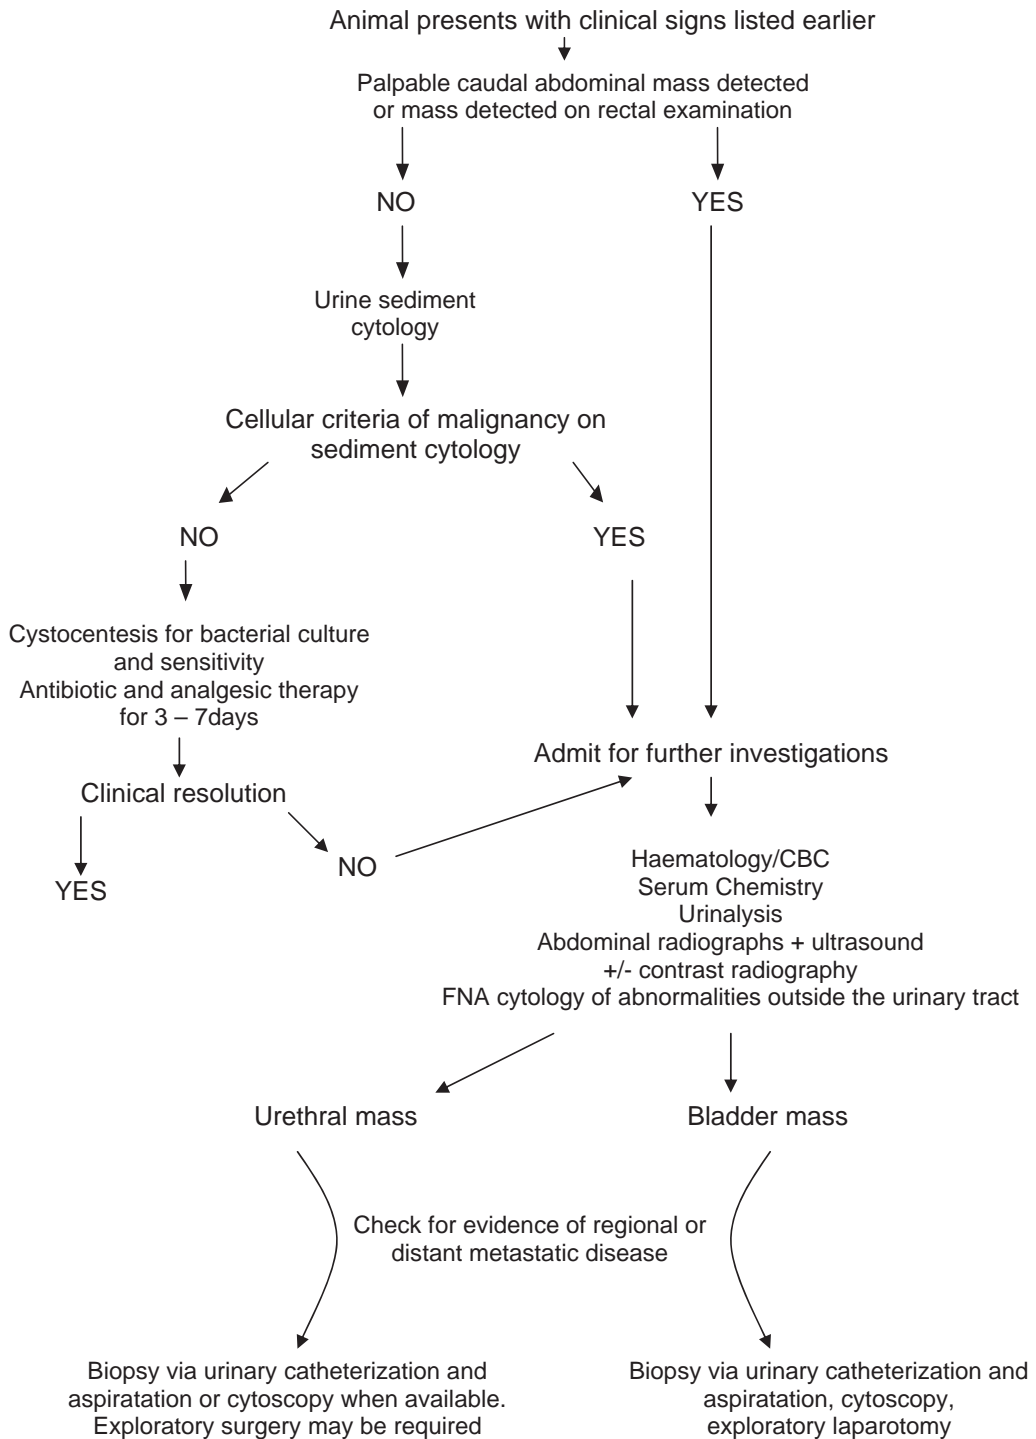 Animal presents with clinical signs listed earlier
Palpable caudal abdominal mass detected
or mass detected on rectal examination
NO
YES
Urine sediment
cytology
Cellular criteria of malignancy on
sediment cytology
NO
YES
Cystocentesis for bacterial culture
and sensitivity
Antibiotic and analgesic therapy
for 3 – 7days
Clinical resolution
YES
NO
Admit for further investigations
Haematology/CBC
Serum Chemistry
Urinalysis
Abdominal radiographs + ultrasound
+/- contrast radiography
FNA cytology of abnormalities outside the urinary tract
Urethral mass
Bladder mass
Check for evidence of regional or
distant metastatic disease
Biopsy via urinary catheterization and
aspiratation or cytoscopy when available.
Exploratory surgery may be required
Biopsy via urinary catheterization and
aspiratation, cytoscopy,
exploratory laparotomy